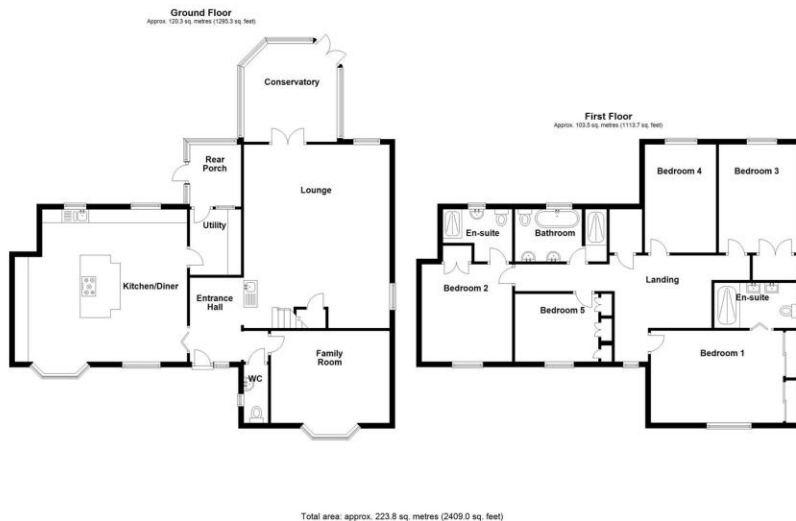 Ground Floor
Approx. 120.3 sq. metres (1295.3 sq. feet)
Conservatory
Rear
Porch
Lounge
Utility
Kitchen/Diner
Entrance
Hall
WC
Family
Room
First Floor
Approx. 103.5 sq. metres (1113.7 sq. feet)
Bedroom 4
Bedroom 3
En-suite
Bathroom
Bedroom 2
Landing
En-suite
Bedroom 5
Bedroom 1
Total area: approx. 223.8 sq. metres (2409.0 sq. feet)